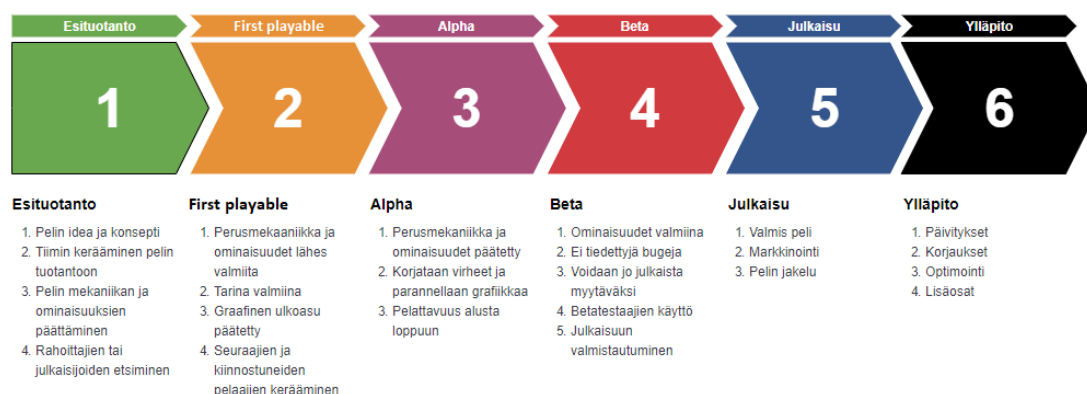 Esituotanto
First playable
Alpha
Beta
Julkaisu
Ylläpito
1
2
3
4
5
6
Esituotanto
1. Pelin idea ja konsepti
2. Tiimin kerääminen pelin
tuotantoon
3. Pelin mekaniikan ja
ominaisuuksien
päättäminen
4. Rahoittajien tai
julkaisijoiden etsiminen
First playable
1. Perusmekaaniikka ja
ominaisuudet lähes
valmiita
2. Tarina valmiina
3. Graafinen ulkoasu
päätetty
4. Seuraajien ja
kiinnostuneiden
pelaajien kerääminen
Alpha
1. Perusmekaniikka ja
ominaisuudet päätetty
2. Korjataan virheet ja
parannellaan grafiikkaa
3. Pelattavuus alusta
loppuun
Beta
1. Ominaisuudet valmiina
2. Ei tiedettyjä bugeja
3. Voidaan jo julkaista
myytäväksi
4. Betatestaajien käyttö
5. Julkaisuun
valmistautuminen
Julkaisu
1. Valmis peli
2. Markkinointi
3. Pelin jakelu
Ylläpito
1. Päivitykset
2. Korjaukset
3. Optimointi
4. Lisäosat